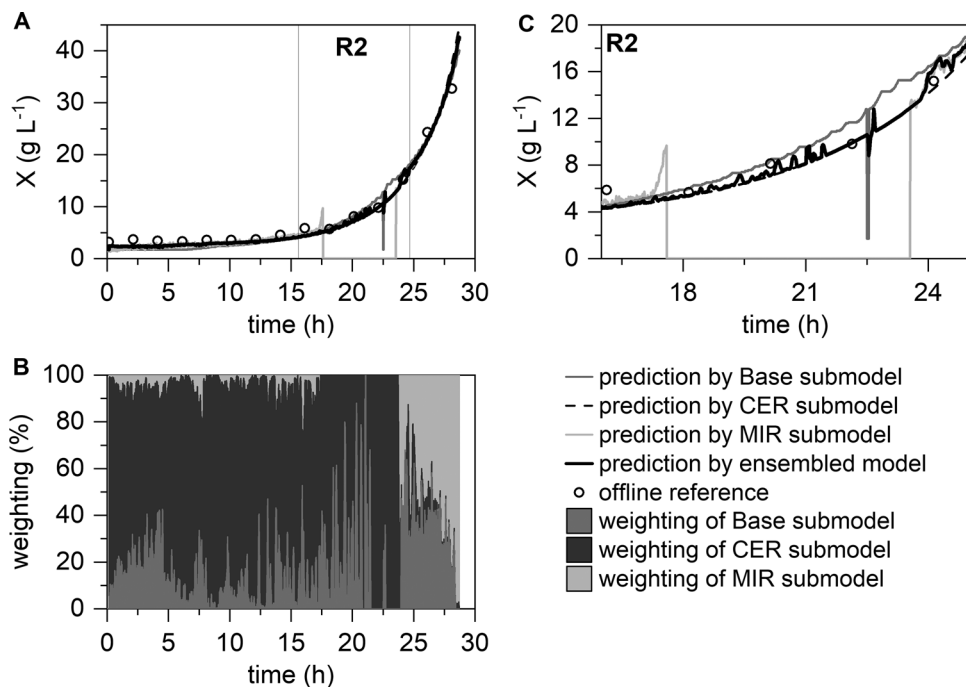 A
R2
X (g L⁻¹)
40
30
20
10
0
0 5 10 15 20 25 30
time (h)
C
R2
X (g L⁻¹)
20
16
12
8
4
0
18 21 24
time (h)
B
weighting (%)
100
80
60
40
20
0
0 5 10 15 20 25 30
time (h)
prediction by Base submodel
prediction by CER submodel
prediction by MIR submodel
prediction by ensembled model
offline reference
weighting of Base submodel
weighting of CER submodel
weighting of MIR submodel